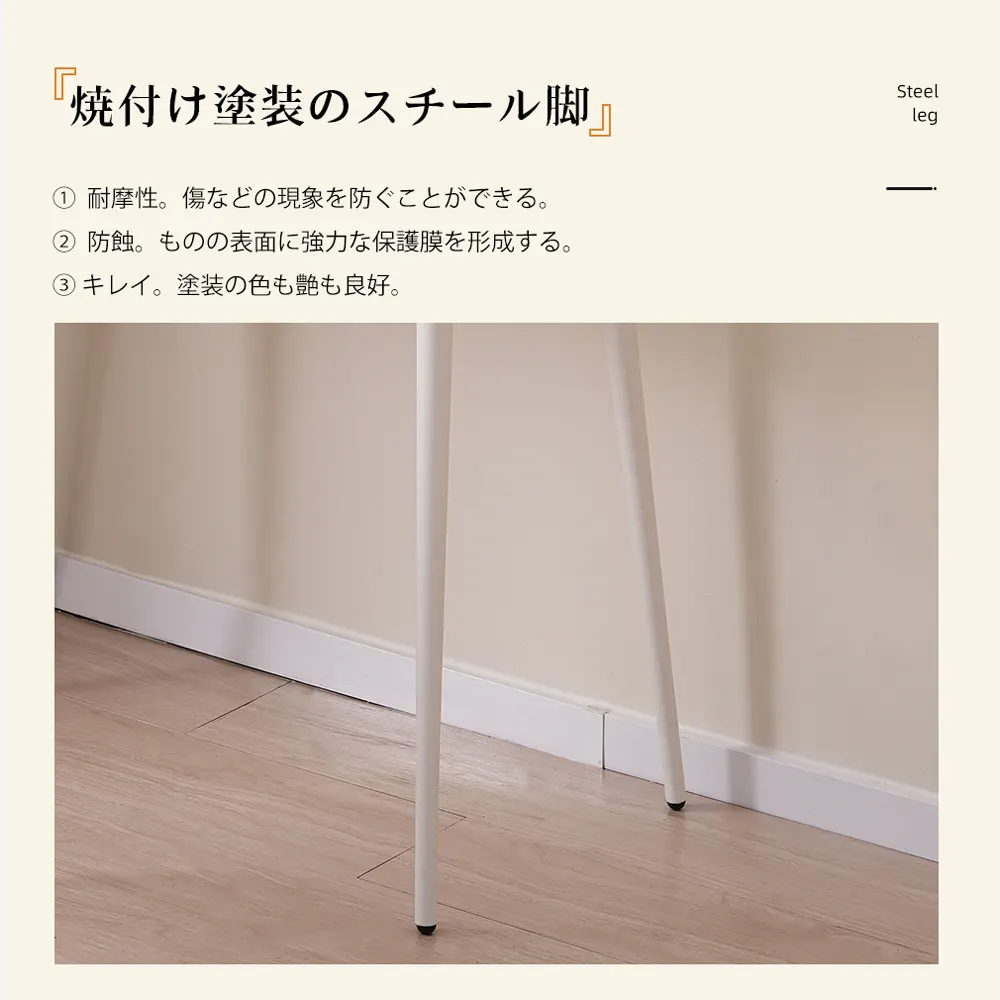 『焼付け塗装のスチール脚』
Steel
leg
① 耐摩性。傷などの現象を防ぐことができる。
② 防蝕。ものの表面に強力な保護膜を形成する。
③ キレイ。塗装の色も艶も良好。